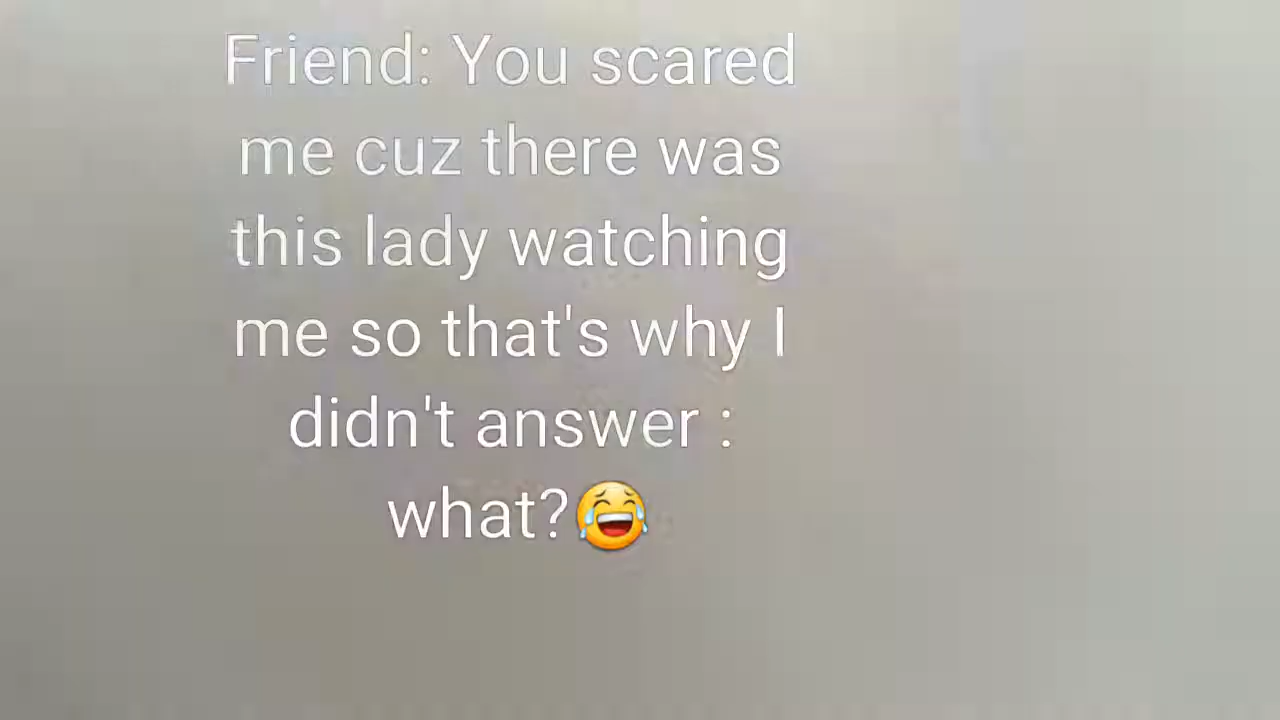 Friend: You scared
me cuz there was
this lady watching
me so that's why I
didn't answer :
what?😂